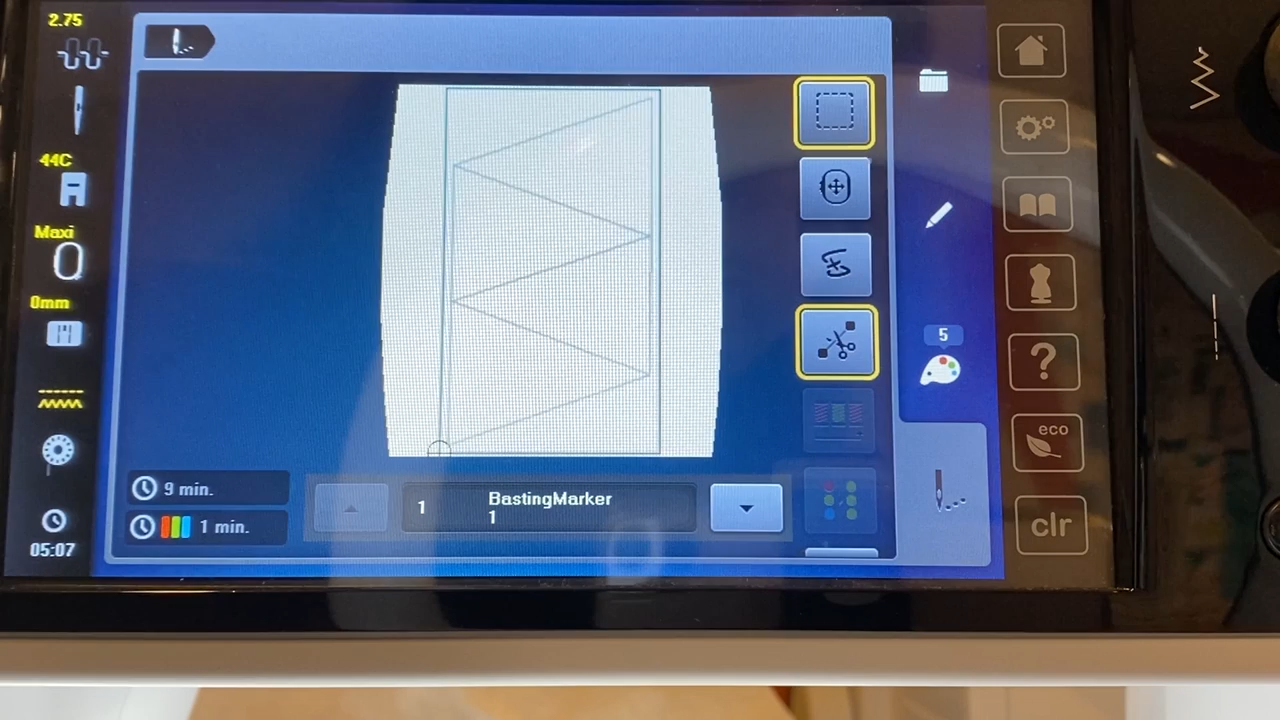 2.75
44C
Maxi
0mm
05:07
9 min.
1 min.
1
BastingMarker
1
5
?
eco
clr